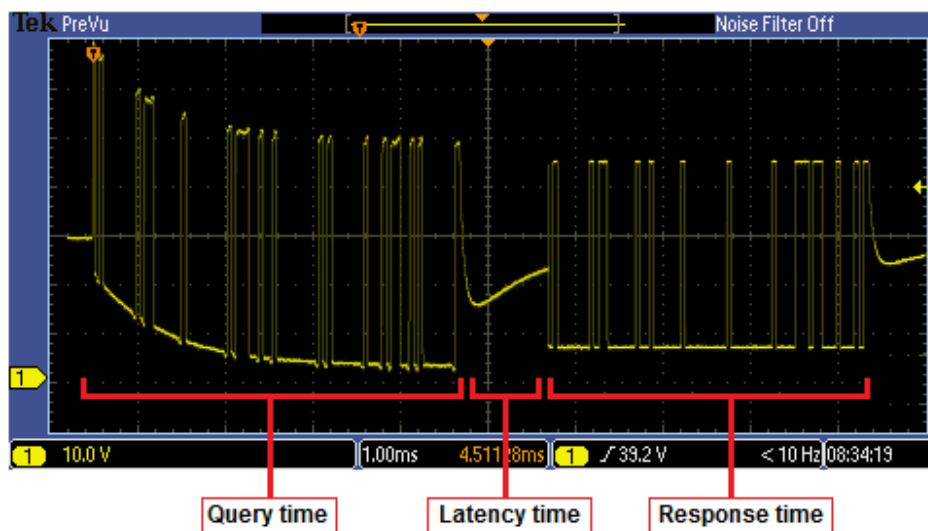 Tek PreVu Noise Filter Off
T
1
1 10.0 V 1.00ms 1 39.2 V < 10 Hz 08:34:19
Query time Latency time Response time